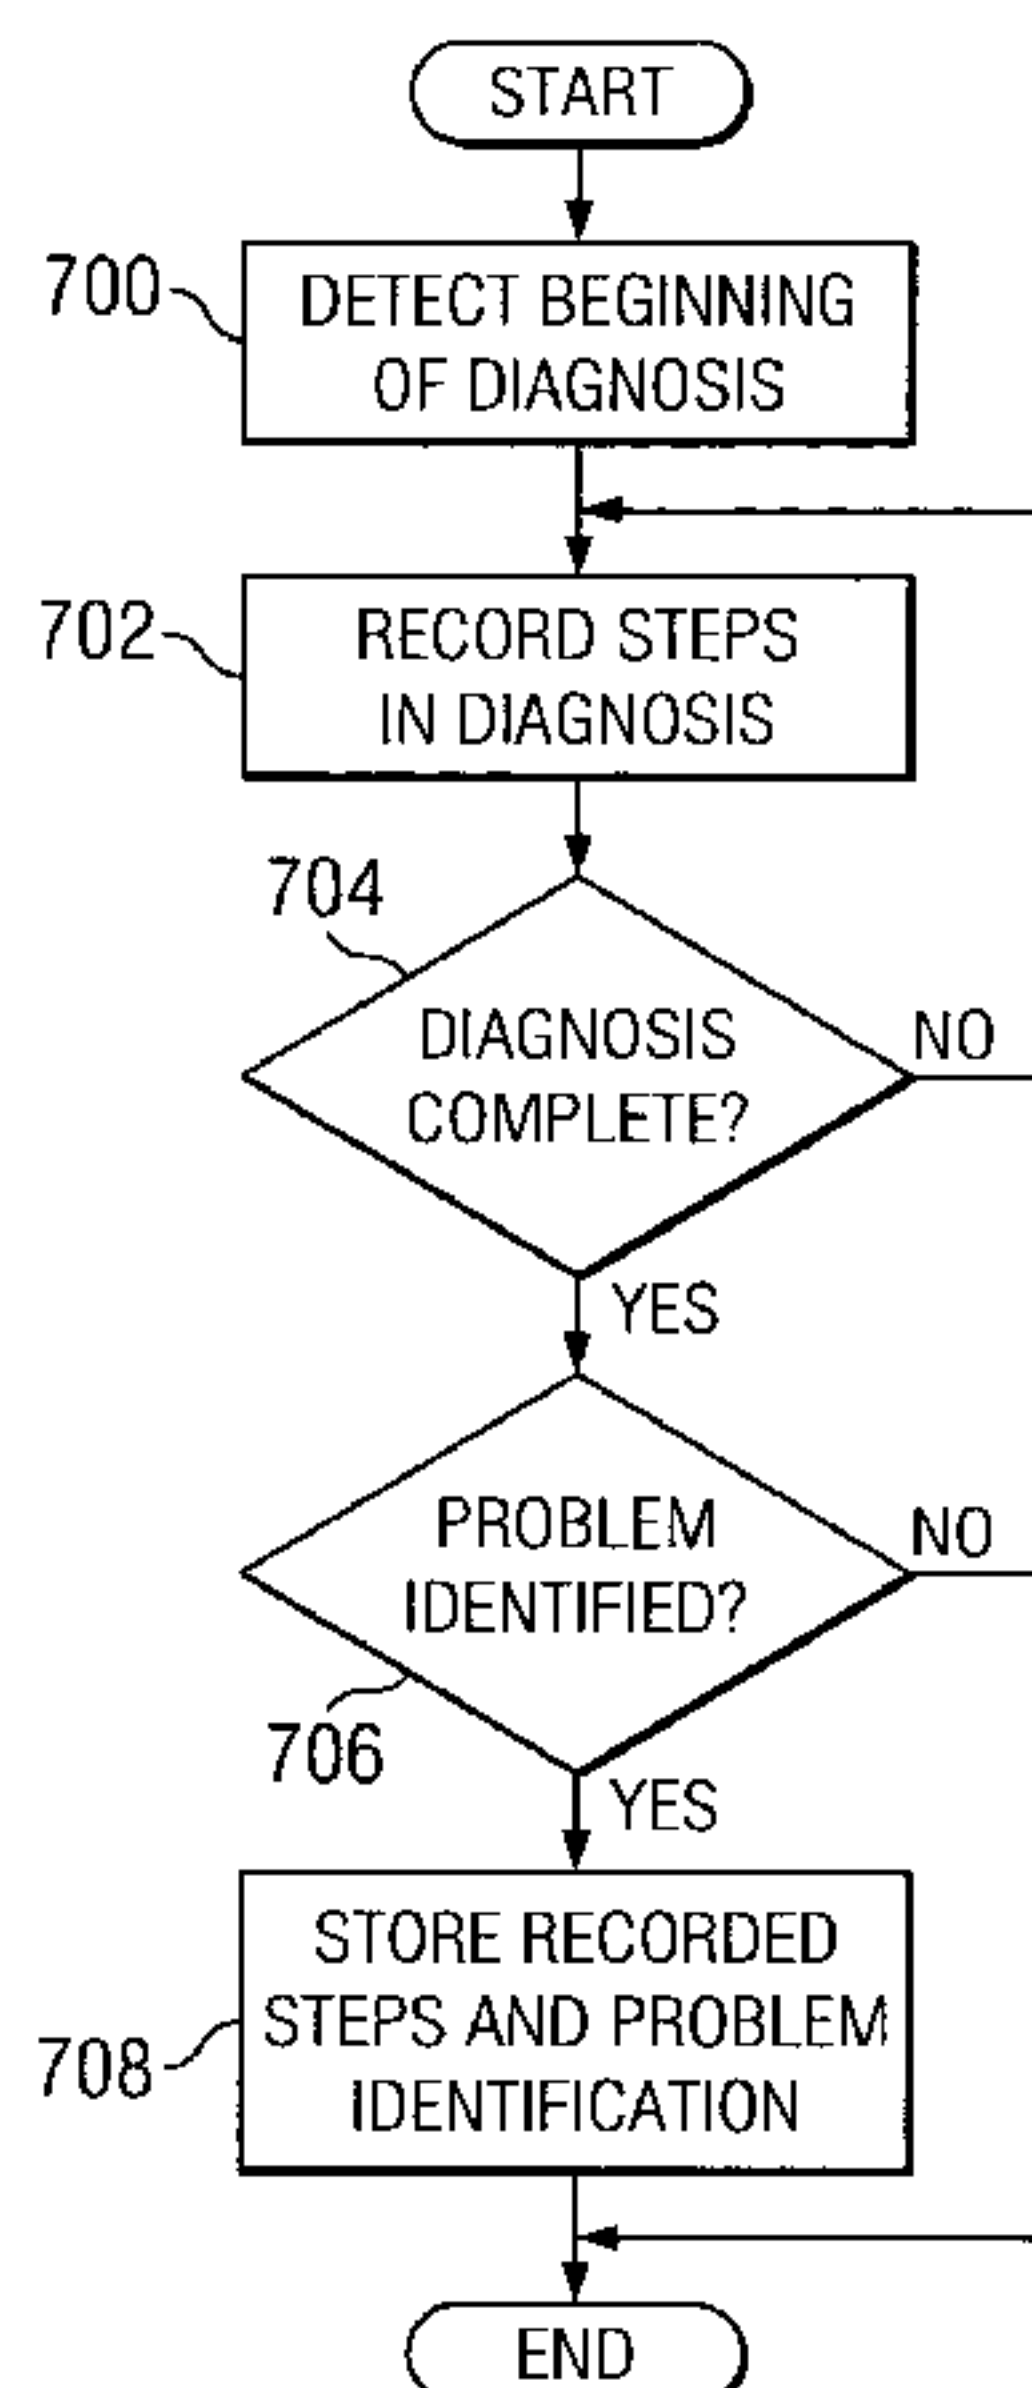 START
700
DETECT BEGINNING
OF DIAGNOSIS
702
RECORD STEPS
IN DIAGNOSIS
704
DIAGNOSIS
COMPLETE?
NO
YES
PROBLEM
IDENTIFIED?
NO
706
YES
708
STORE RECORDED
STEPS AND PROBLEM
IDENTIFICATION
END